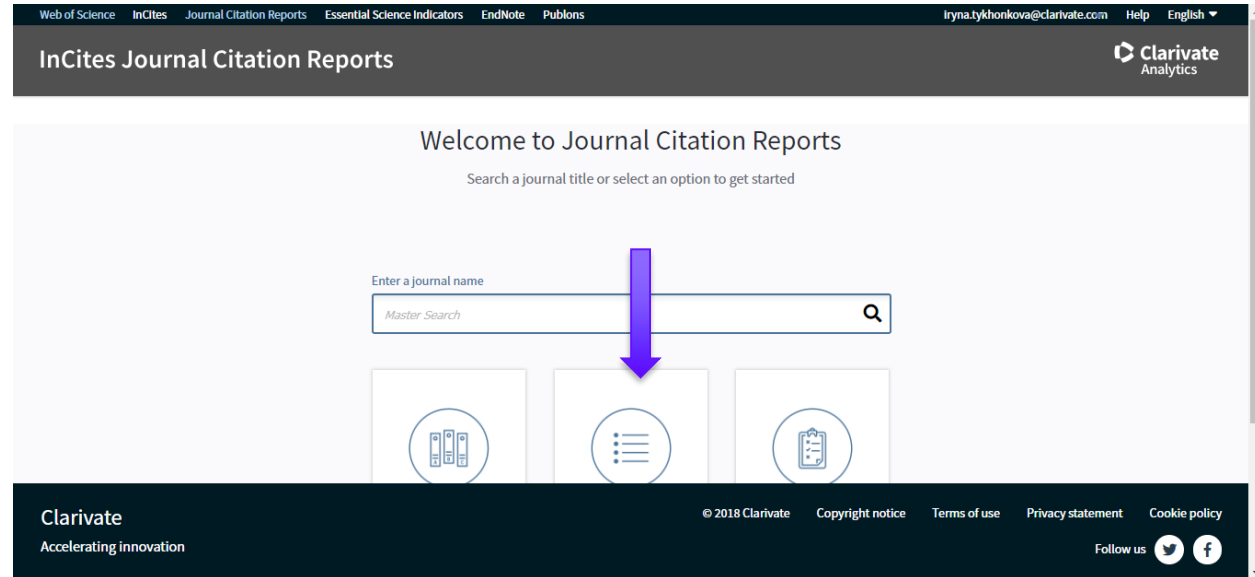 Web of Science InCites Journal Citation Reports Essential Science Indicators EndNote Publons iryna.tykhonkova@clarivate.com Help English
InCites Journal Citation Reports
Clarivate
Analytics
Welcome to Journal Citation Reports
Search a journal title or select an option to get started
Enter a journal name
Master Search
Clarivate
Accelerating innovation
© 2018 Clarivate Copyright notice Terms of use Privacy statement Cookie policy
Follow us